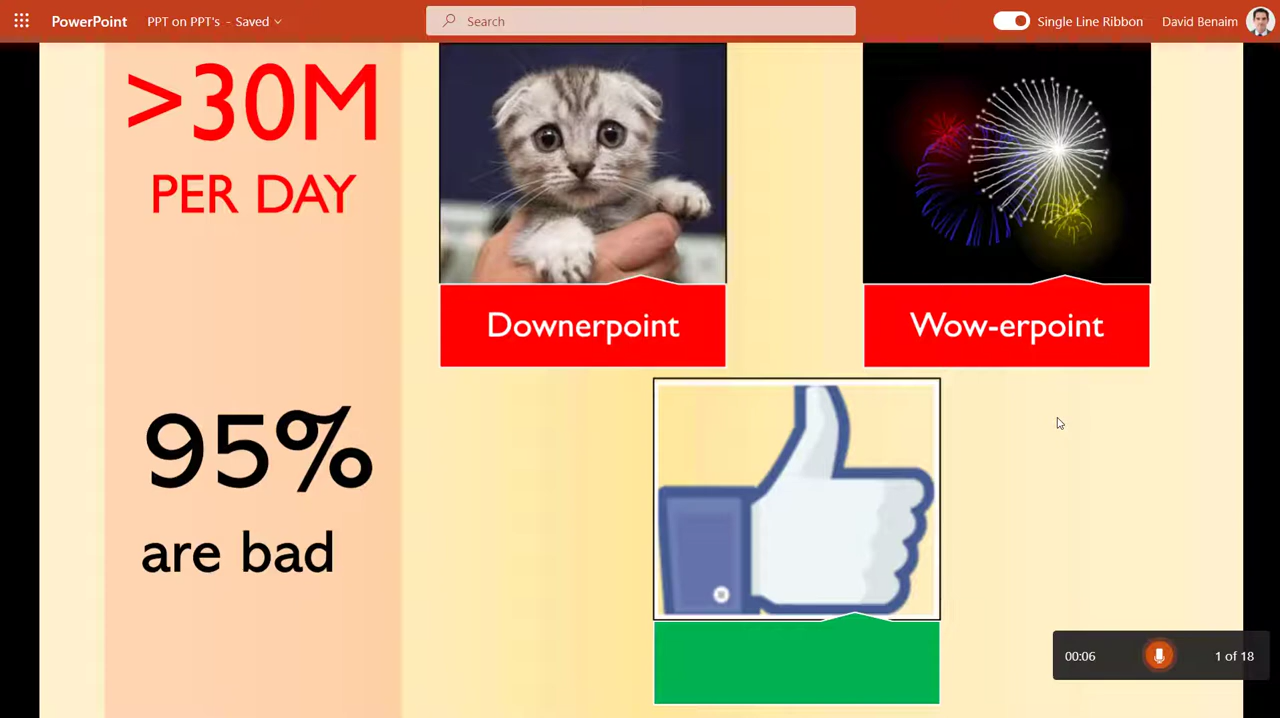 PowerPoint
PPT on PPT's - Saved
Search
Single Line Ribbon
David Benaim
>30M
PER DAY
Downerpoint
Wow-erpoint
95%
are bad
00:06
1 of 18